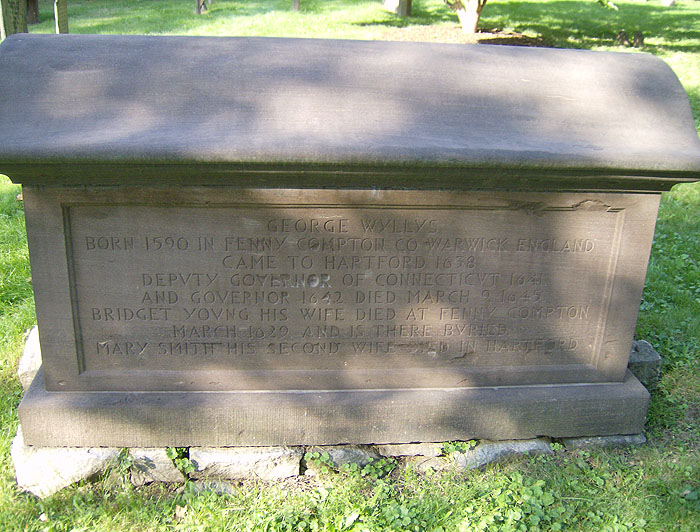 GEORGE WYLLYS
BORN 1590 IN FENNY COMPTON CO WARWICK ENGLAND
CAME TO HARTFORD 1638
DEPVTY GOVERNOR OF CONNECTICVT 1641
AND GOVERNOR 1642 DIED MARCH 9 1645
BRIDGET YOVNG HIS WIFE DIED AT FENNY COMPTON
MARCH 1629 AND IS THERE BVRIED
MARY SMITH HIS SECOND WIFE DIED IN HARTFORD